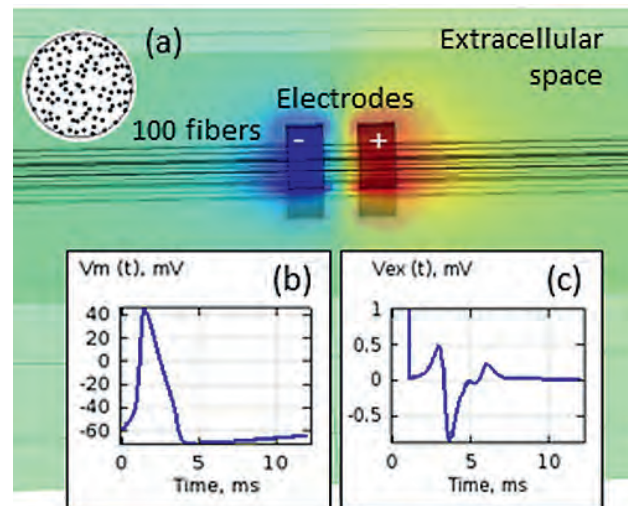 (a)
Extracellular
space
Electrodes
100 fibers
- +
Vm (t), mV
(b)
40
20
0
-20
-40
-60
0 5 10
Time, ms
Vex (t), mV
(c)
1
0.5
0
-0.5
0 5 10
Time, ms